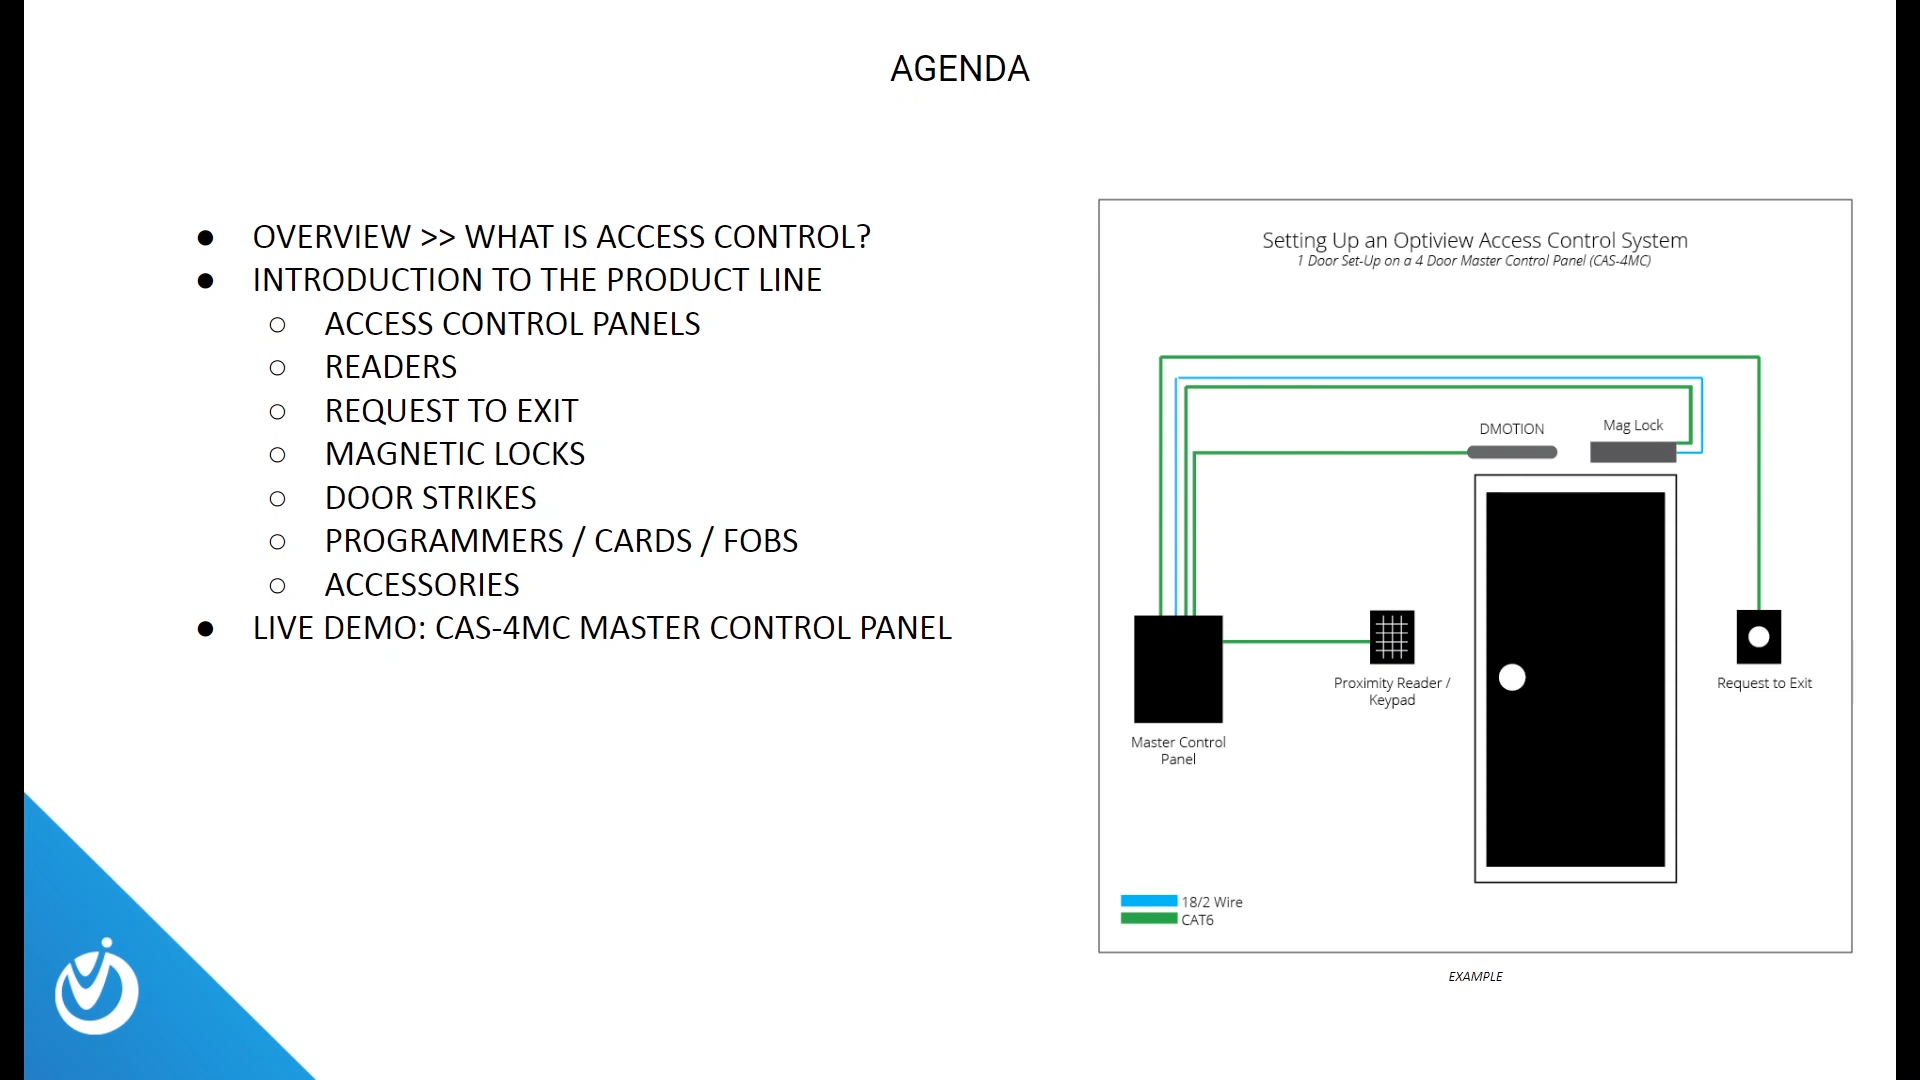 AGENDA
● OVERVIEW >> WHAT IS ACCESS CONTROL?
● INTRODUCTION TO THE PRODUCT LINE
○ ACCESS CONTROL PANELS
○ READERS
○ REQUEST TO EXIT
○ MAGNETIC LOCKS
○ DOOR STRIKES
○ PROGRAMMERS / CARDS / FOBS
○ ACCESSORIES
● LIVE DEMO: CAS-4MC MASTER CONTROL PANEL
Setting Up an Optiview Access Control System
1 Door Set-Up on a 4 Door Master Control Panel (CAS-4MC)
DMOTION
Mag Lock
Proximity Reader /
Keypad
Request to Exit
Master Control
Panel
18/2 Wire
CAT6
EXAMPLE